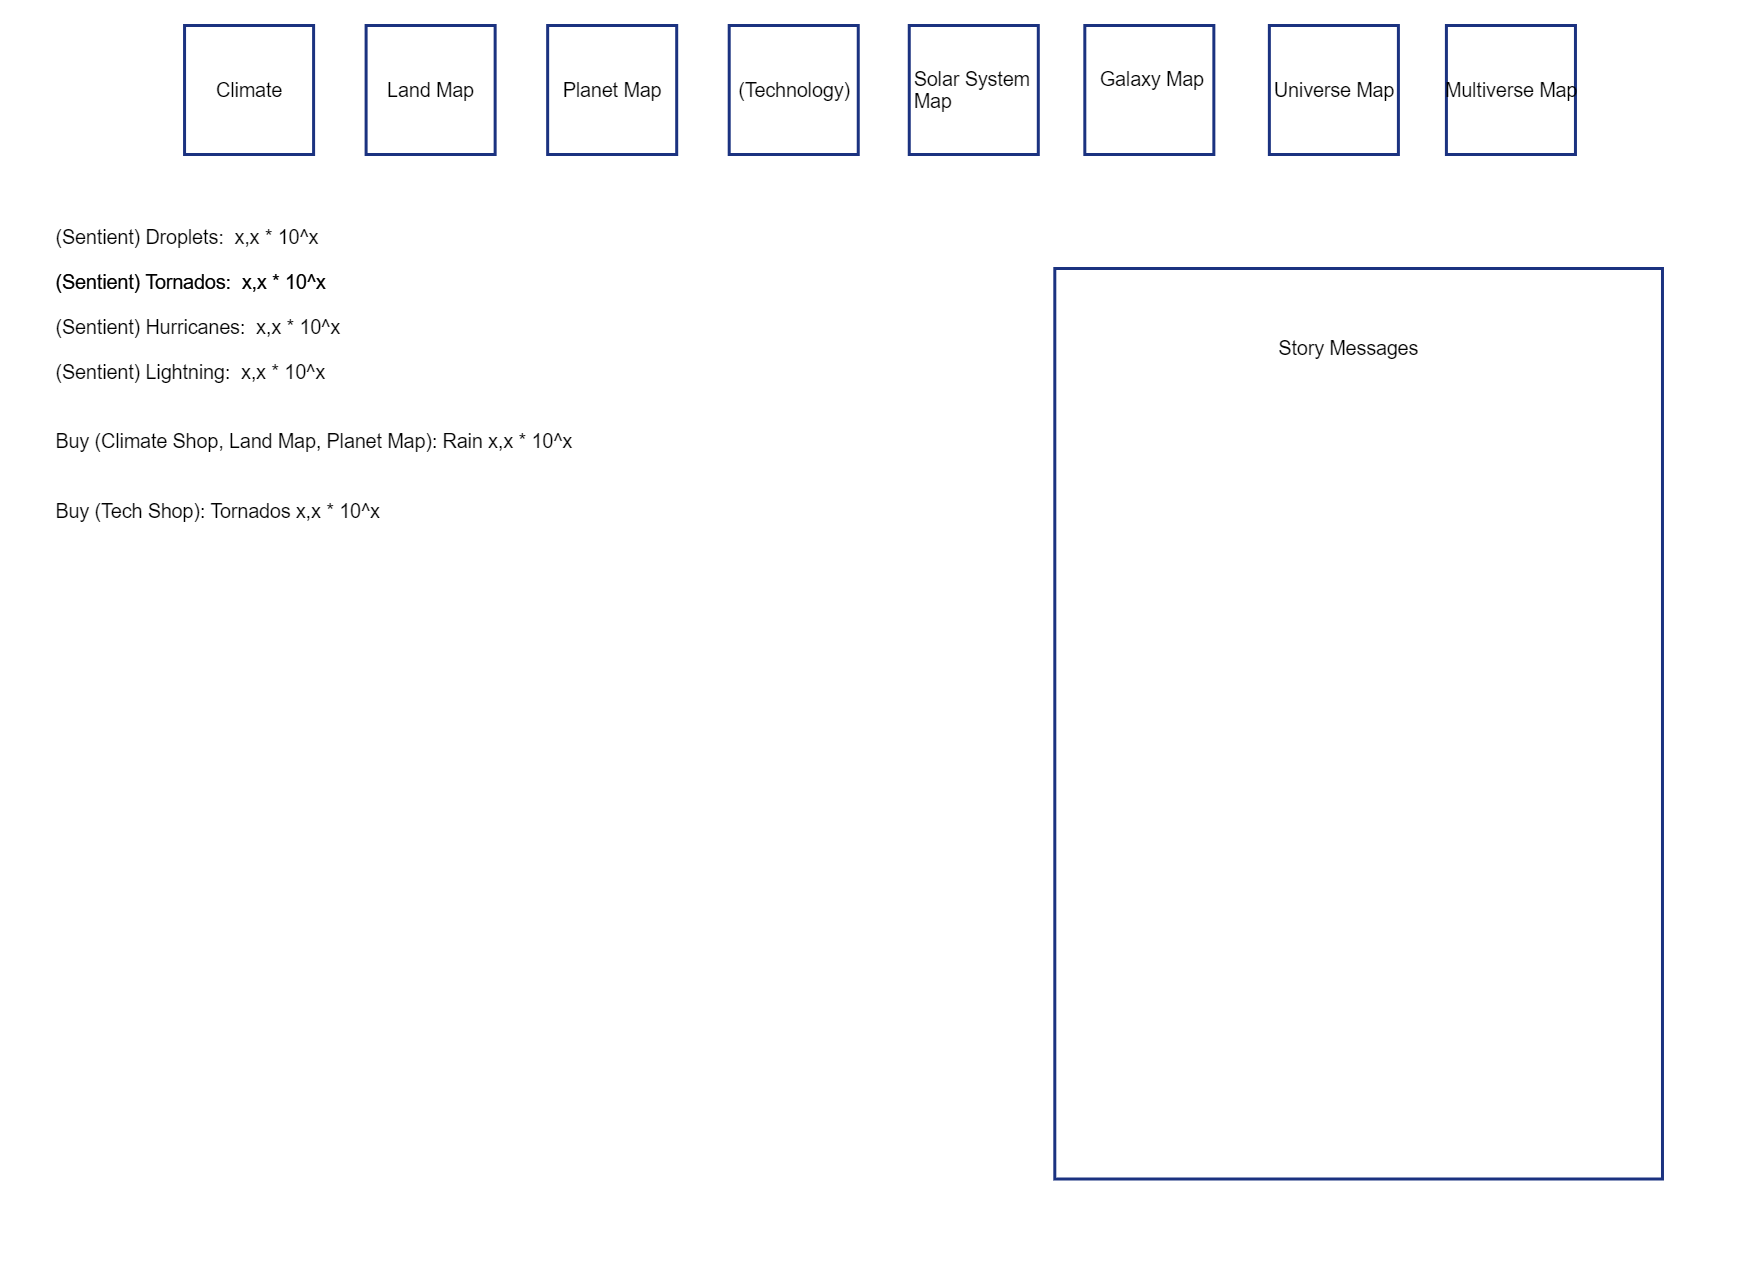 Climate
Land Map
Planet Map
(Technology)
Solar System
Map
Galaxy Map
Universe Map
Multiverse Map
(Sentient) Droplets:  x,x * 10^x
(Sentient) Tornados:  x,x * 10^x
(Sentient) Hurricanes:  x,x * 10^x
(Sentient) Lightning:  x,x * 10^x
Story Messages
Buy (Climate Shop, Land Map, Planet Map): Rain x,x * 10^x
Buy (Tech Shop): Tornados x,x * 10^x